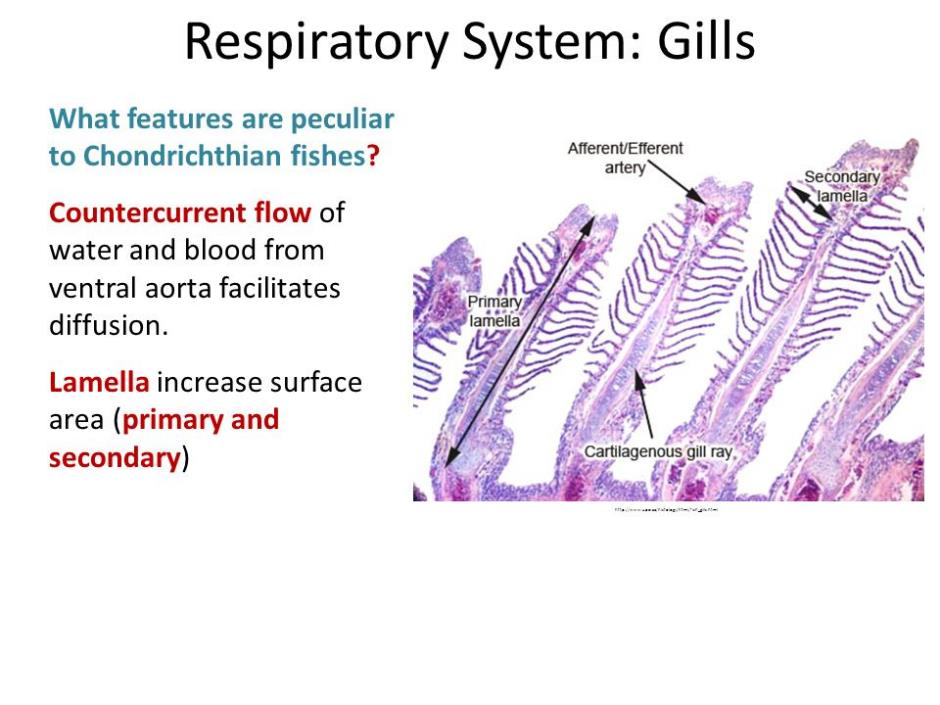 Respiratory System: Gills
What features are peculiar
to Chondrichthian fishes?
Countercurrent flow of
water and blood from
ventral aorta facilitates
diffusion.
Lamella increase surface
area (primary and
secondary)
Afferent/Efferent
artery
Secondary
lamella
Primary
lamella
Cartilagenous gill ray